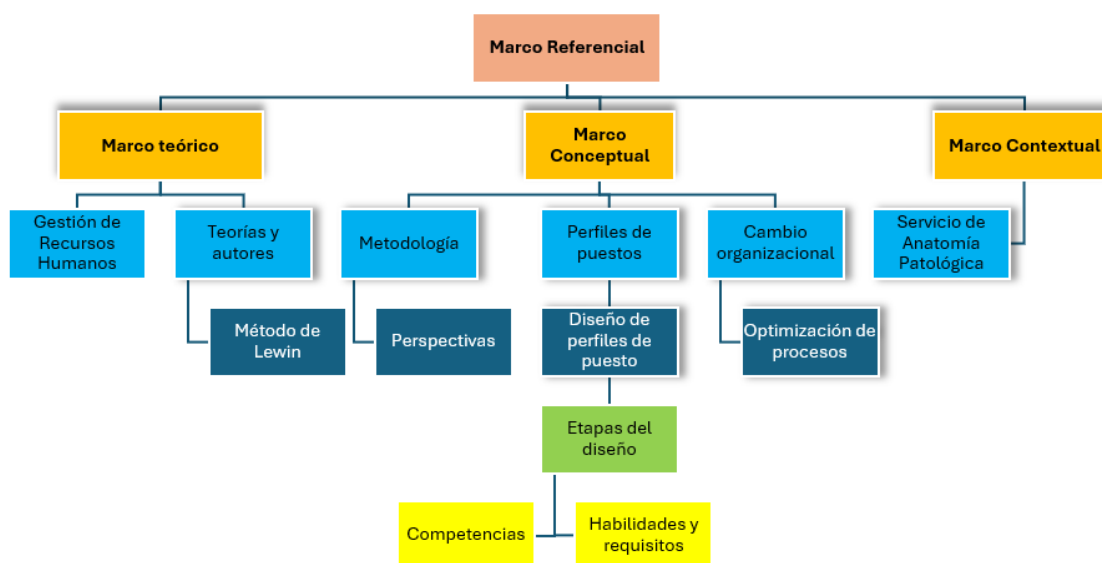 Marco Referencial
Marco teórico
Marco
Conceptual
Marco Contextual
Gestión de
Recursos
Humanos
Teorías y
autores
Metodología
Perfiles de
puestos
Cambio
organizacional
Servicio de
Anatomía
Patológica
Método de
Lewin
Perspectivas
Diseño de
perfiles de
puesto
Optimización de
procesos
Etapas del
diseño
Competencias
Habilidades y
requisitos